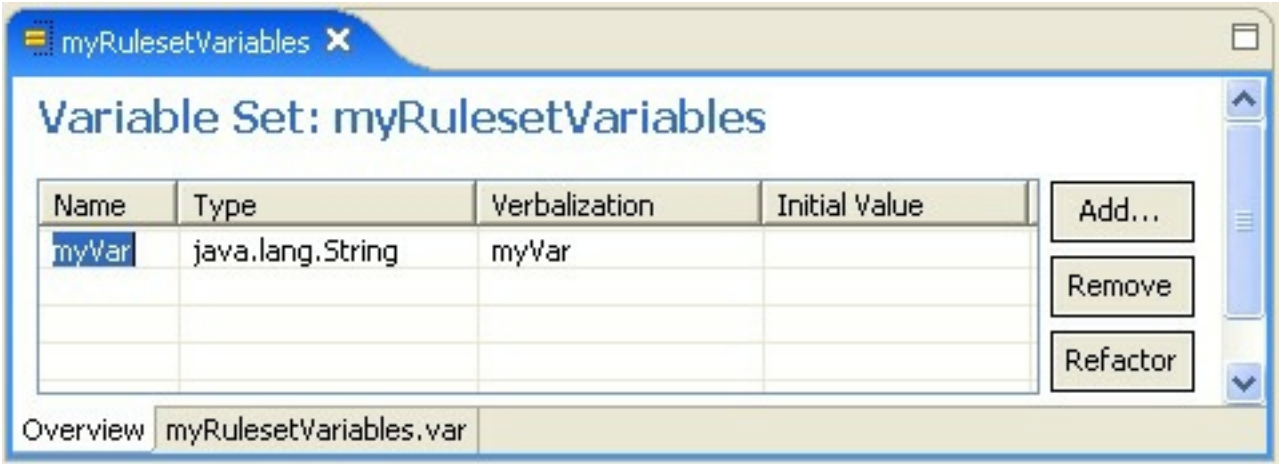 myRulesetVariables
Variable Set: myRulesetVariables
Name Type Verbalization Initial Value
Add...
myVar java.lang.String myVar
Remove
Refactor
Overview myRulesetVariables.var